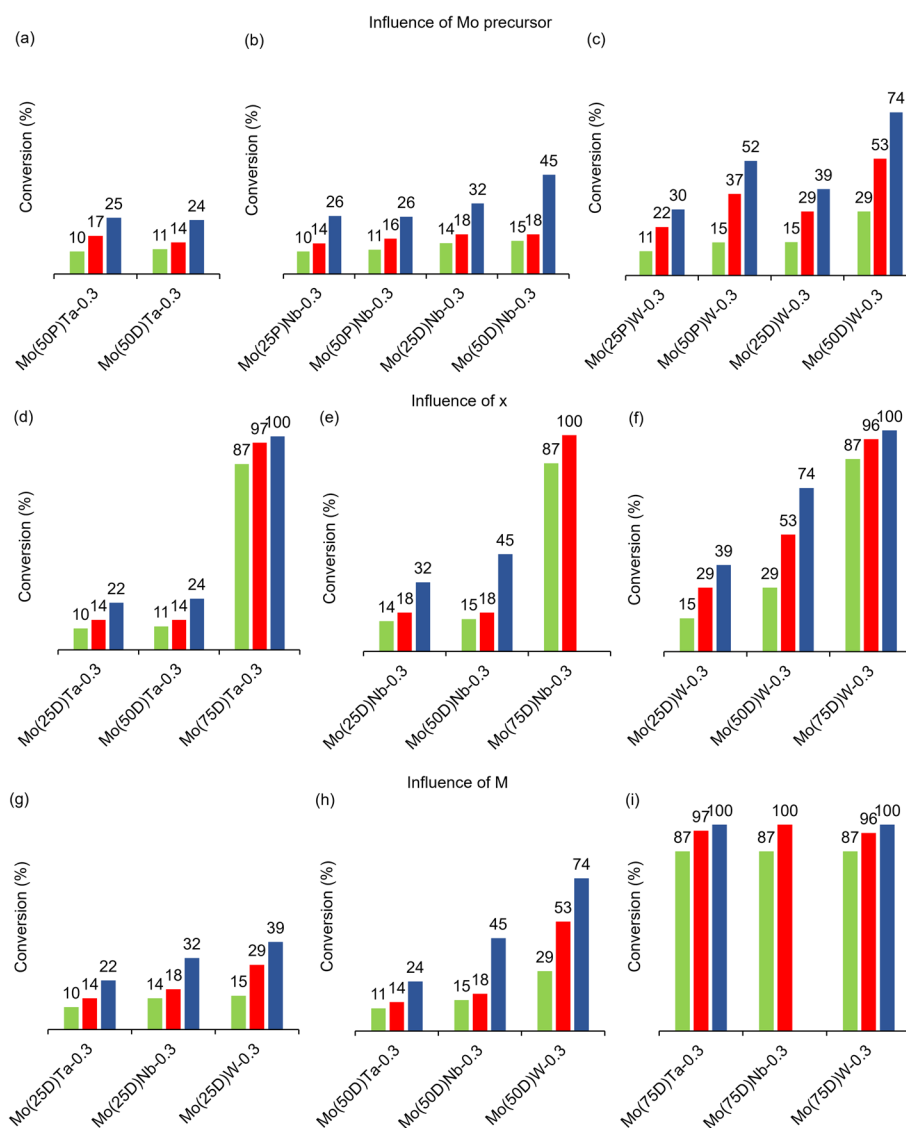 Influence of Mo precursor
(a)
Conversion (%)
10 17 25
11 14 24
Mo(50P)Ta-0.3
Mo(50D)Ta-0.3
(b)
Conversion (%)
10 14 26
11 16 26
14 18 32
15 18 45
Mo(25P)Nb-0.3
Mo(50P)Nb-0.3
Mo(25D)Nb-0.3
Mo(50D)Nb-0.3
(c)
Conversion (%)
11 22 30
15 37 52
15 29 39
29 53 74
Mo(25P)W-0.3
Mo(50P)W-0.3
Mo(25D)W-0.3
Mo(50D)W-0.3
Influence of x
(d)
Conversion (%)
10 14 22
11 14 24
87 97 100
Mo(25D)Ta-0.3
Mo(50D)Ta-0.3
Mo(75D)Ta-0.3
(e)
Conversion (%)
14 18 32
15 18 45
87 100
Mo(25D)Nb-0.3
Mo(50D)Nb-0.3
Mo(75D)Nb-0.3
(f)
Conversion (%)
15 29 39
29 53 74
87 96 100
Mo(25D)W-0.3
Mo(50D)W-0.3
Mo(75D)W-0.3
Influence of M
(g)
Conversion (%)
10 14 22
14 18 32
15 29 39
Mo(25D)Ta-0.3
Mo(25D)Nb-0.3
Mo(25D)W-0.3
(h)
Conversion (%)
11 14 24
15 18 45
29 53 74
Mo(50D)Ta-0.3
Mo(50D)Nb-0.3
Mo(50D)W-0.3
(i)
Conversion (%)
87 97 100
87 100
87 96 100
Mo(75D)Ta-0.3
Mo(75D)Nb-0.3
Mo(75D)W-0.3